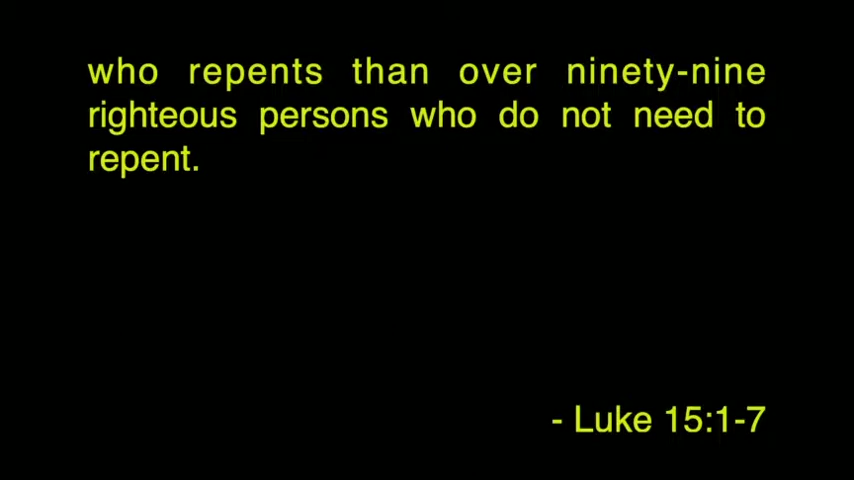 who repents than over ninety-nine
righteous persons who do not need to
repent.
- Luke 15:1-7